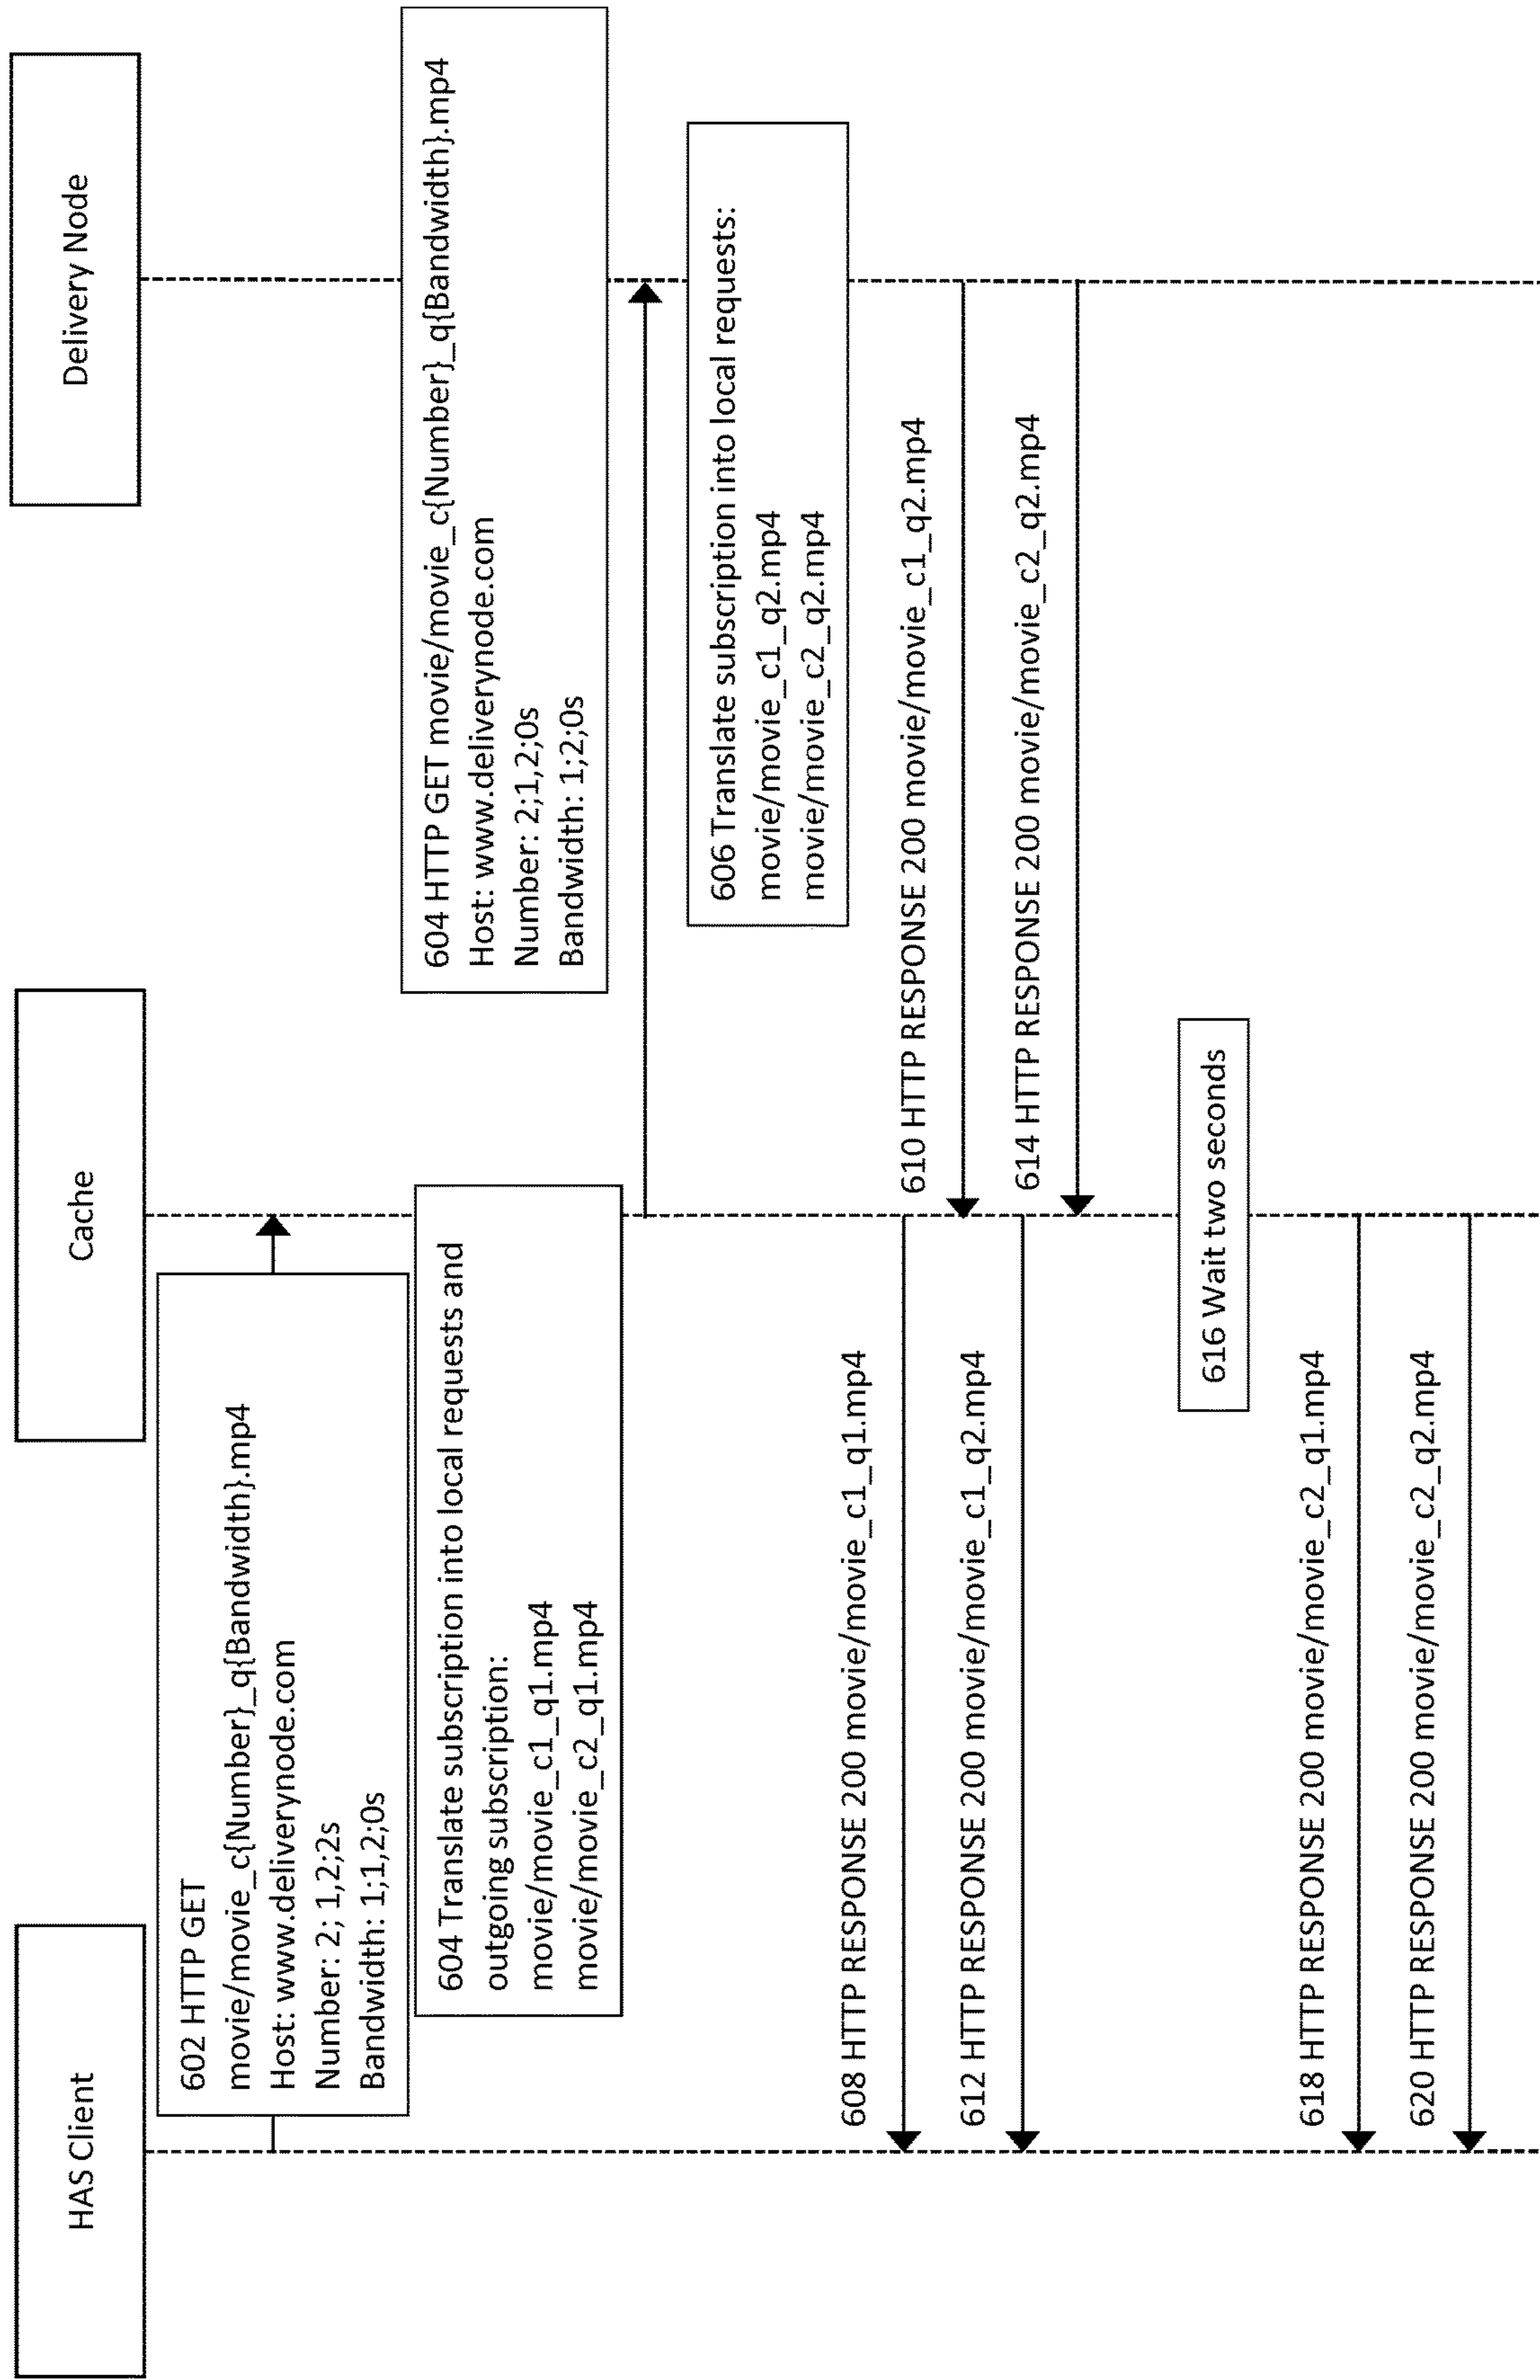 HAS Client
Cache
Delivery Node
602 HTTP GET
movie/movie_c{Number}_q{Bandwidth}.mp4
Host: www.deliverynode.com
Number: 2; 1,2;2s
Bandwidth: 1;1,2;0s
604 Translate subscription into local requests and
outgoing subscription:
movie/movie_c1_q1.mp4
movie/movie_c2_q1.mp4
604 HTTP GET movie/movie_c{Number}_q{Bandwidth}.mp4
Host: www.deliverynode.com
Number: 2;1,2;0s
Bandwidth: 1;2;0s
606 Translate subscription into local requests:
movie/movie_c1_q2.mp4
movie/movie_c2_q2.mp4
608 HTTP RESPONSE 200 movie/movie_c1_q1.mp4
610 HTTP RESPONSE 200 movie/movie_c1_q2.mp4
612 HTTP RESPONSE 200 movie/movie_c1_q2.mp4
614 HTTP RESPONSE 200 movie/movie_c2_q2.mp4
616 Wait two seconds
618 HTTP RESPONSE 200 movie/movie_c2_q1.mp4
620 HTTP RESPONSE 200 movie/movie_c2_q2.mp4